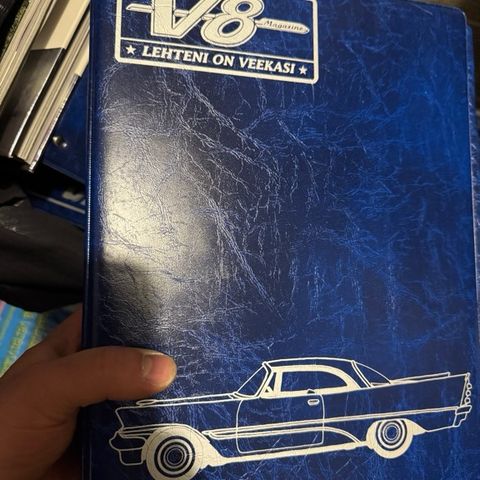 V8
Magazine
★ LEHTENI ON VEEKASI ★